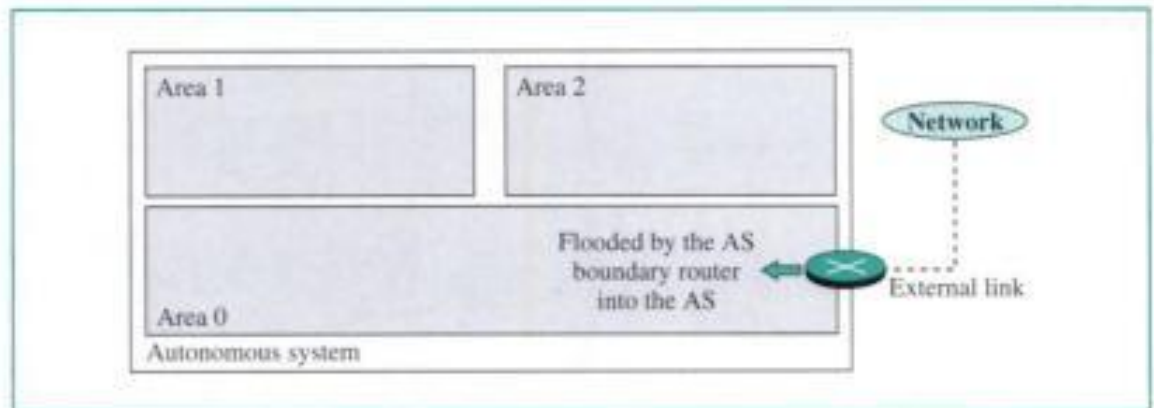 Area 1
Area 2
Network
Flooded by the AS
boundary router
into the AS
External link
Area 0
Autonomous system